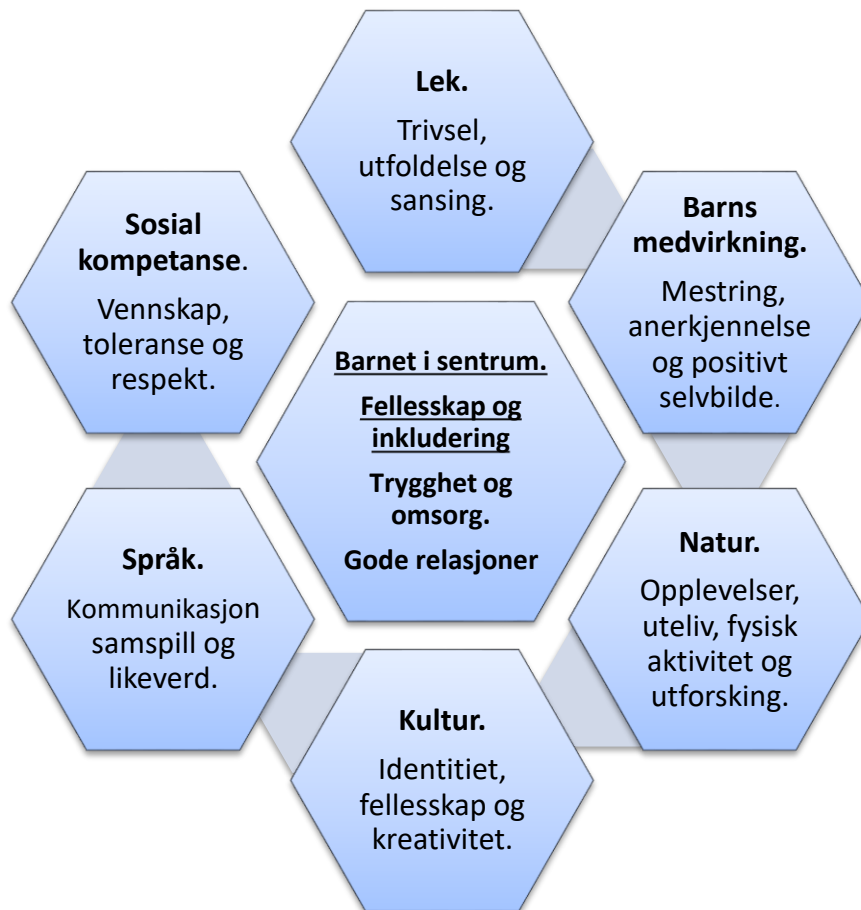 Lek.
Trivsel,
utfoldelse og
sansing.
Barns
medvirkning.
Mestring,
anerkjennelse
og positivt
selvbilde.
Natur.
Opplevelser,
uteliv, fysisk
aktivitet og
utforsking.
Kultur.
Identitiet,
fellesskap og
kreativitet.
Språk.
Kommunikasjon
samspill og
likeverd.
Sosial
kompetanse.
Vennskap,
toleranse og
respekt.
Barnet i sentrum.
Fellesskap og
inkludering
Trygghet og
omsorg.
Gode relasjoner